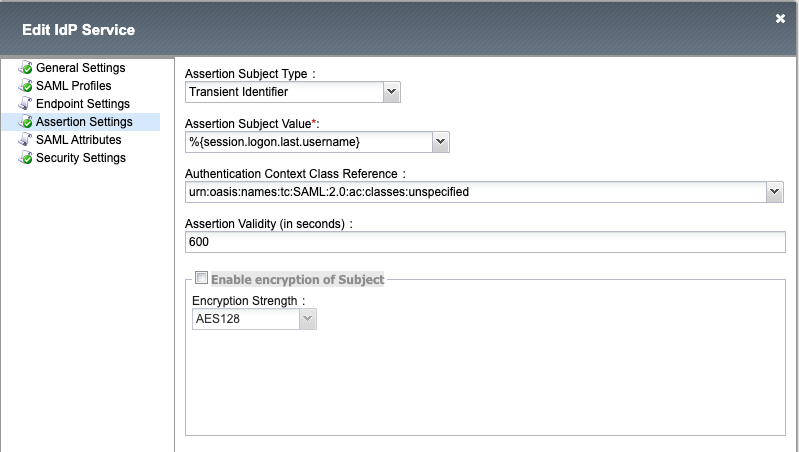 Edit IdP Service
General Settings
SAML Profiles
Endpoint Settings
Assertion Settings
SAML Attributes
Security Settings
Assertion Subject Type :
Transient Identifier
Assertion Subject Value*:
%{session.logon.last.username}
Authentication Context Class Reference :
urn:oasis:names:tc:SAML:2.0:ac:classes:unspecified
Assertion Validity (in seconds) :
600
Enable encryption of Subject
Encryption Strength :
AES128